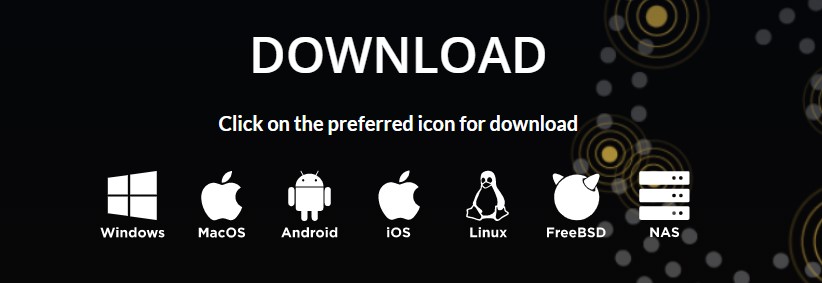 DOWNLOAD
Click on the preferred icon for download
Windows MacOS Android iOS Linux FreeBSD NAS